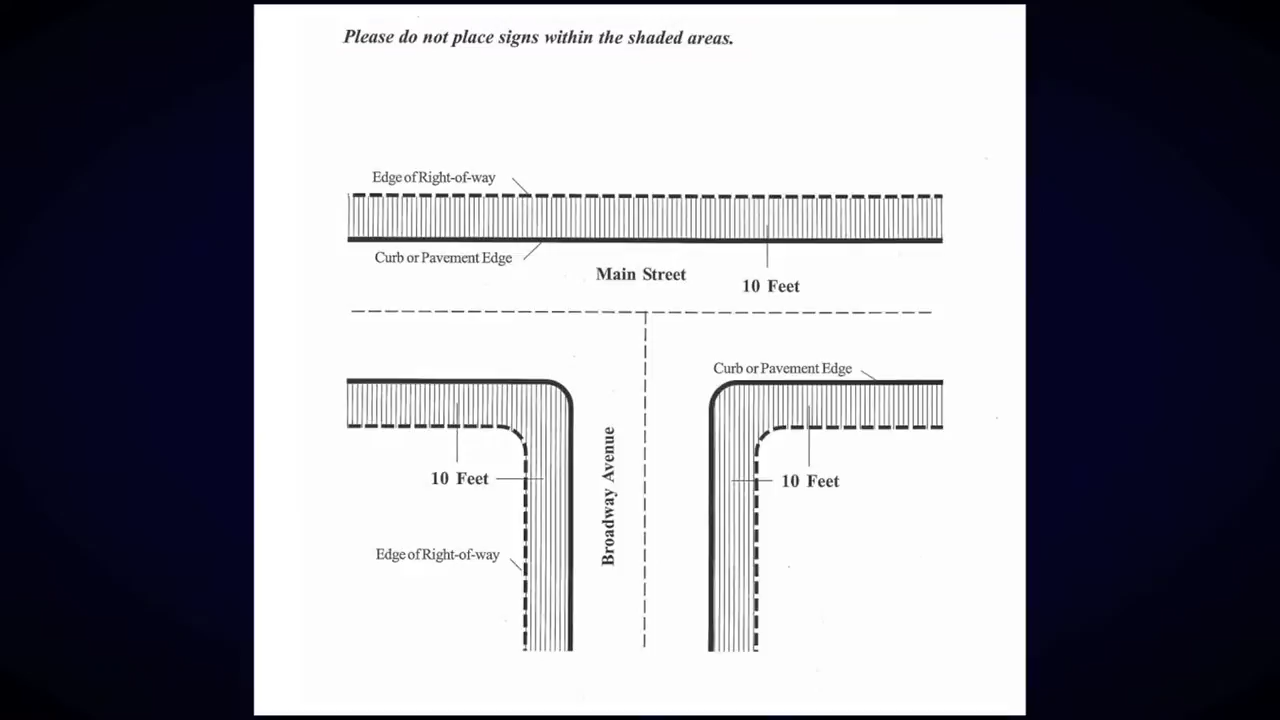 Please do not place signs within the shaded areas.
Edge of Right-of-way
Curb or Pavement Edge
Main Street
10 Feet
Curb or Pavement Edge
Broadway Avenue
10 Feet
10 Feet
Edge of Right-of-way